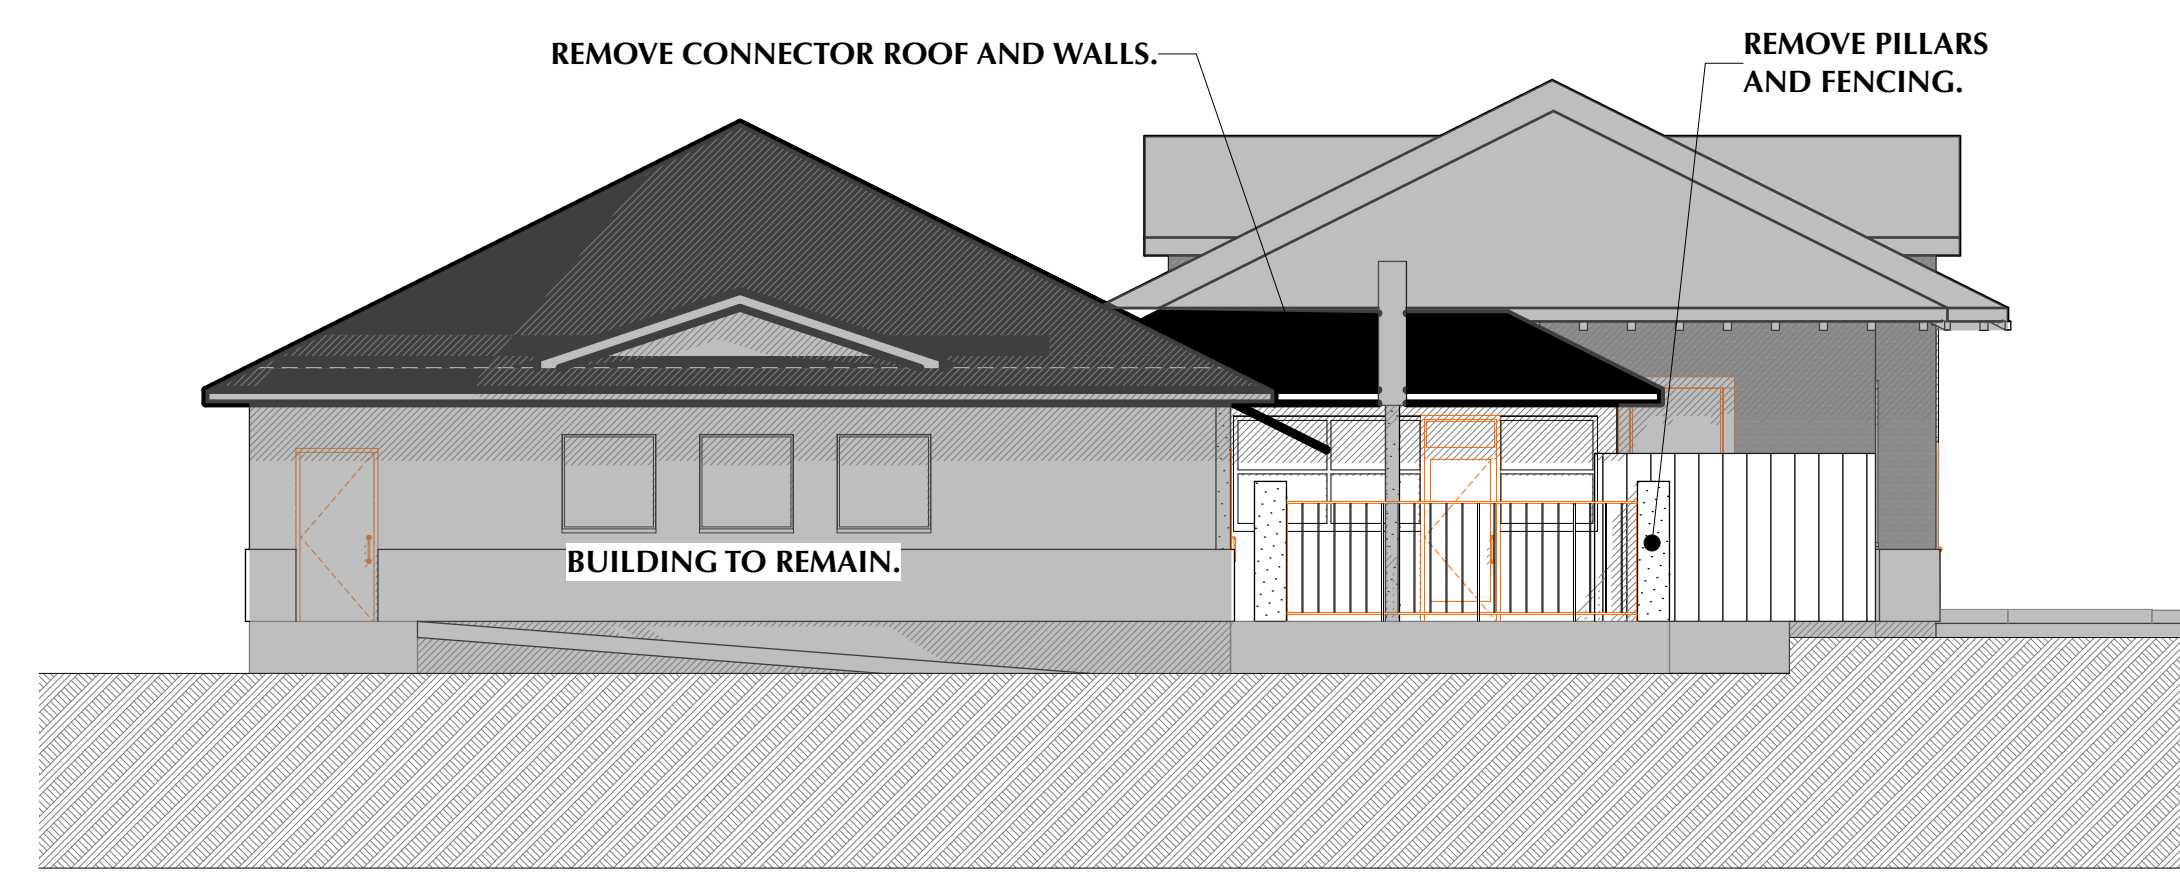 REMOVE CONNECTOR ROOF AND WALLS.
REMOVE PILLARS
AND FENCING.
BUILDING TO REMAIN.